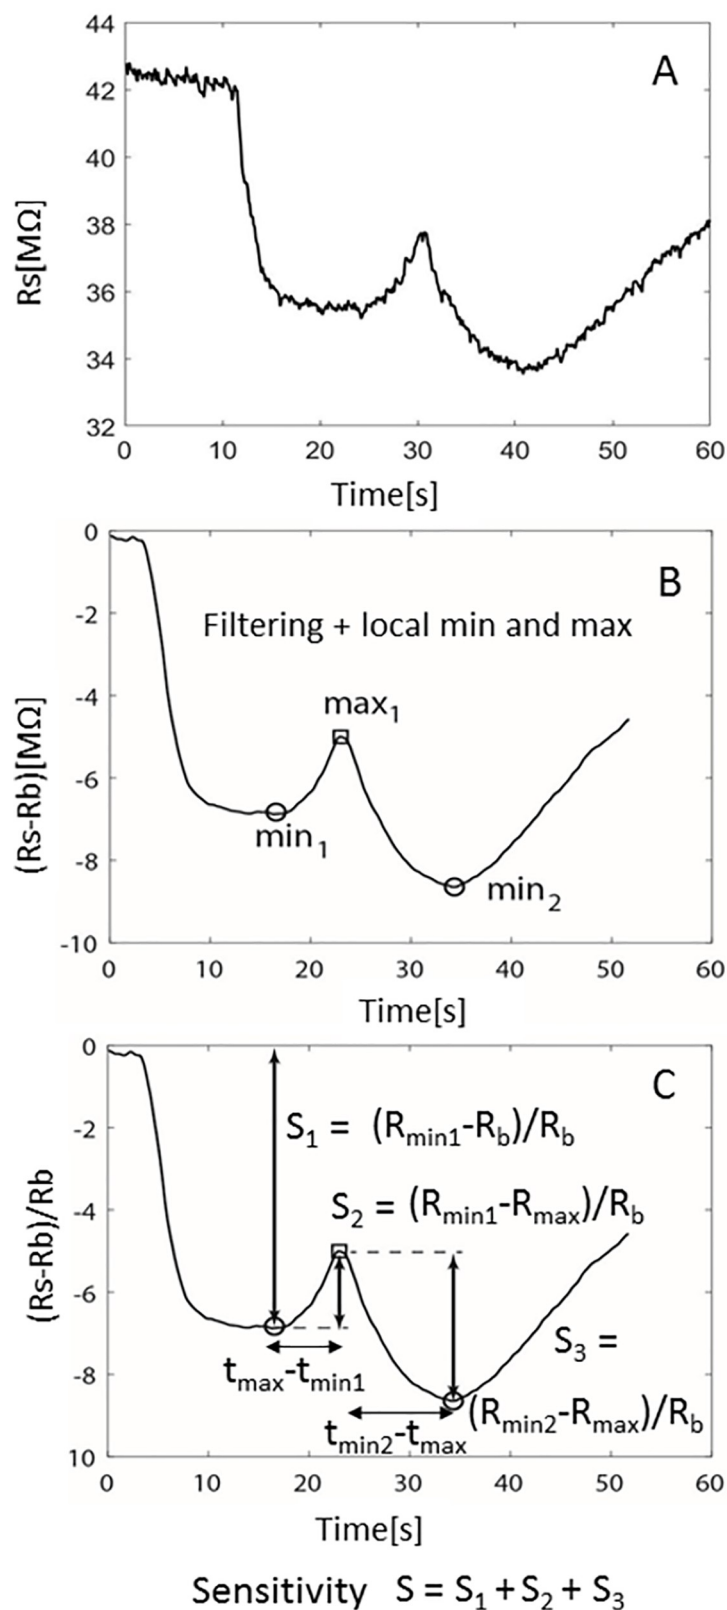 44
A
42
40
38
36
34
32
Rs[MΩ]
0 10 20 30 40 50 60
Time[s]
0
B
Filtering + local min and max
-2
max1
-4
-6
min1
-8
min2
-10
(Rs-Rb)[MΩ]
0 10 20 30 40 50 60
Time[s]
0
C
S1 = (Rmin1-Rb)/Rb
-2
S2 = (Rmin1-Rmax)/Rb
-4
-6
S3 =
tmax-tmin1
-8
(Rmin2-Rmax)/Rb
tmin2-tmax
10
(Rs-Rb)/Rb
0 10 20 30 40 50 60
Time[s]
Sensitivity S = S1 + S2 + S3